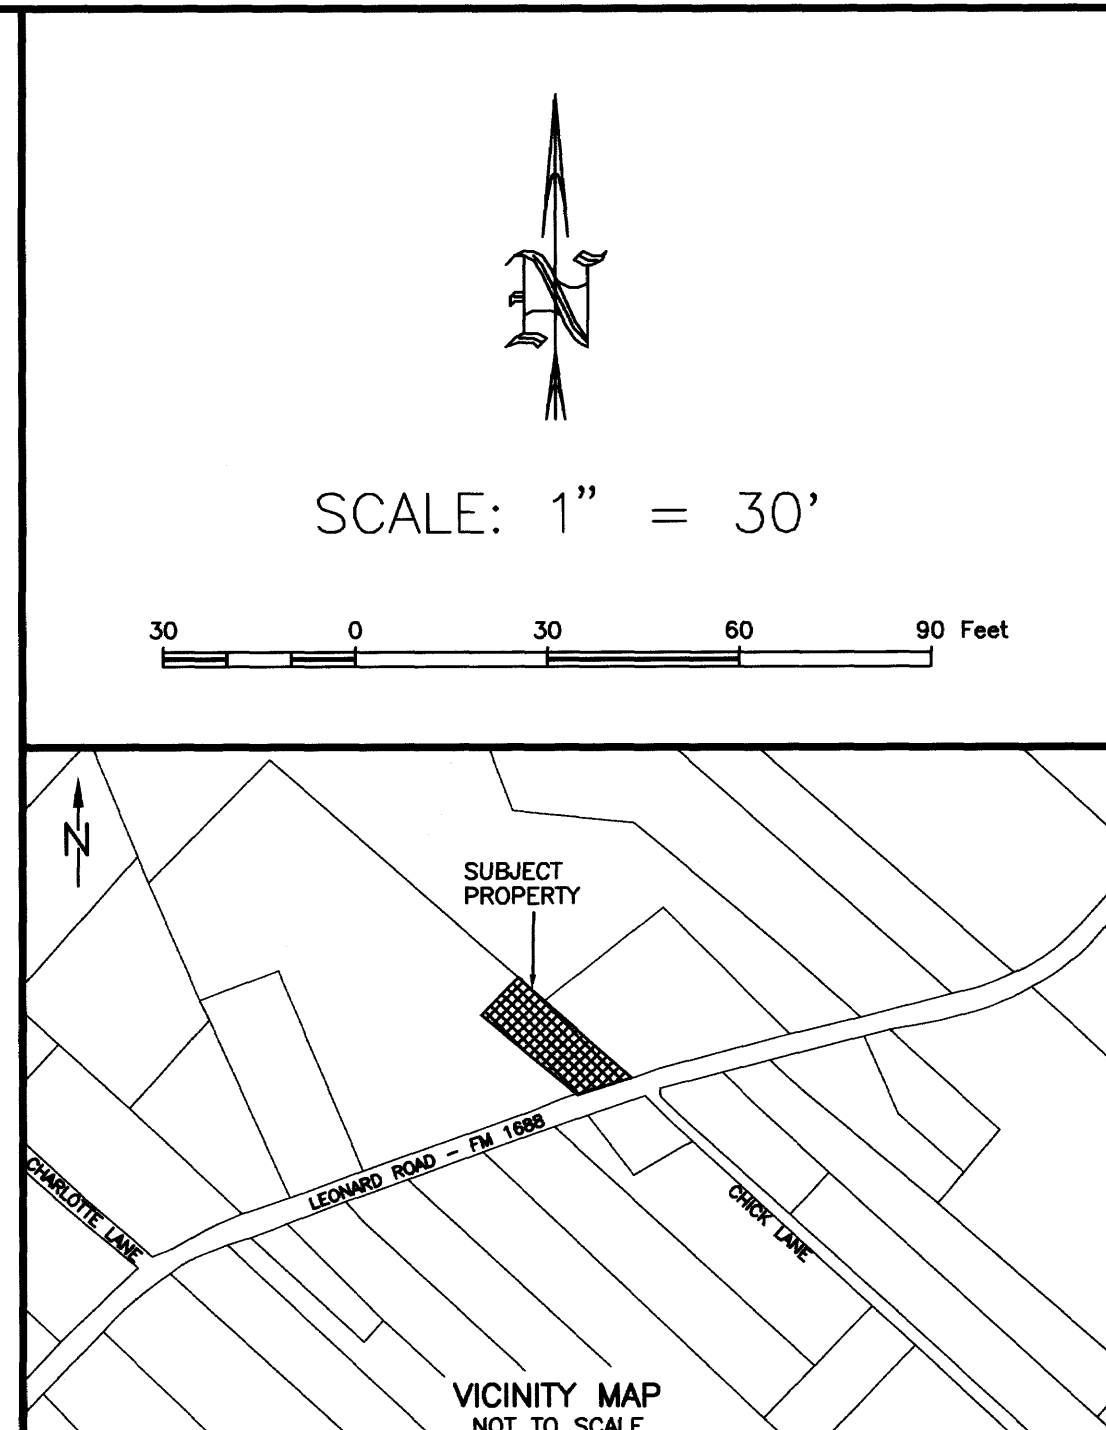 N
SCALE: 1" = 30'
30 0 30 60 90 Feet
N
SUBJECT
PROPERTY
LEONARD ROAD - FM 1688
CHARLOTTE LANE
CHICK LANE
VICINITY MAP
NOT TO SCALE